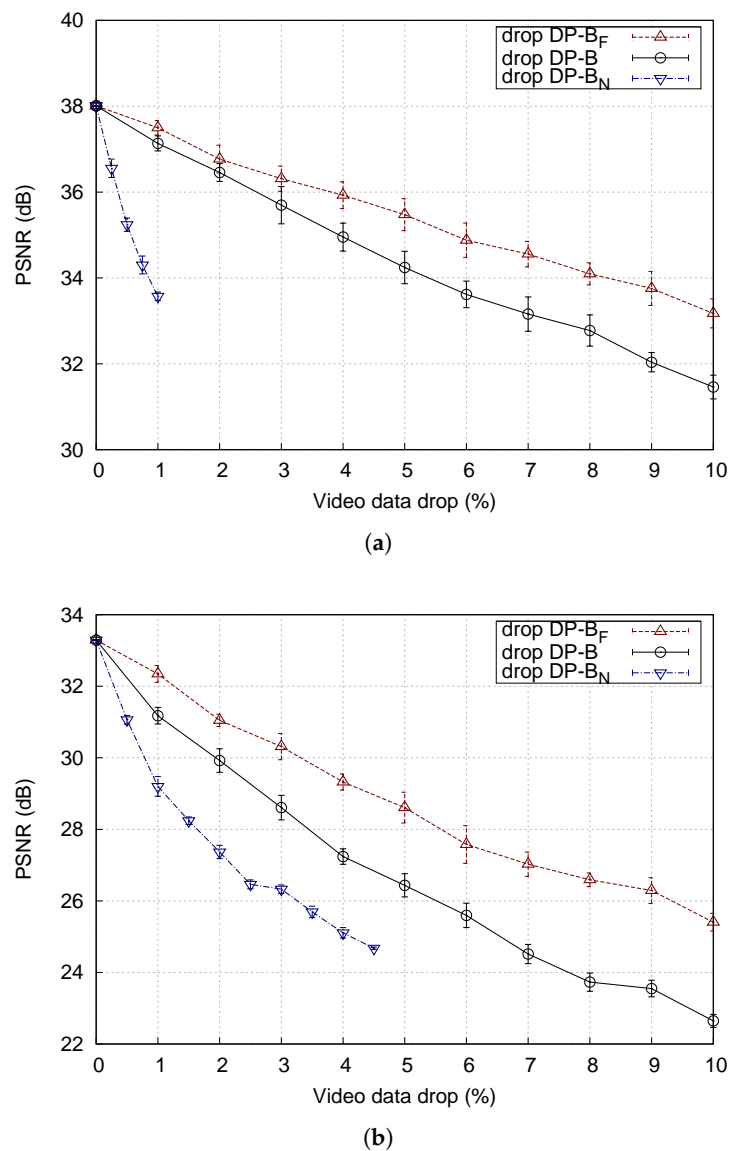 drop DP-B_F
drop DP-B
drop DP-B_N
PSNR (dB)
40
38
36
34
32
30
0 1 2 3 4 5 6 7 8 9 10
Video data drop (%)
(a)
drop DP-B_F
drop DP-B
drop DP-B_N
PSNR (dB)
34
32
30
28
26
24
22
0 1 2 3 4 5 6 7 8 9 10
Video data drop (%)
(b)